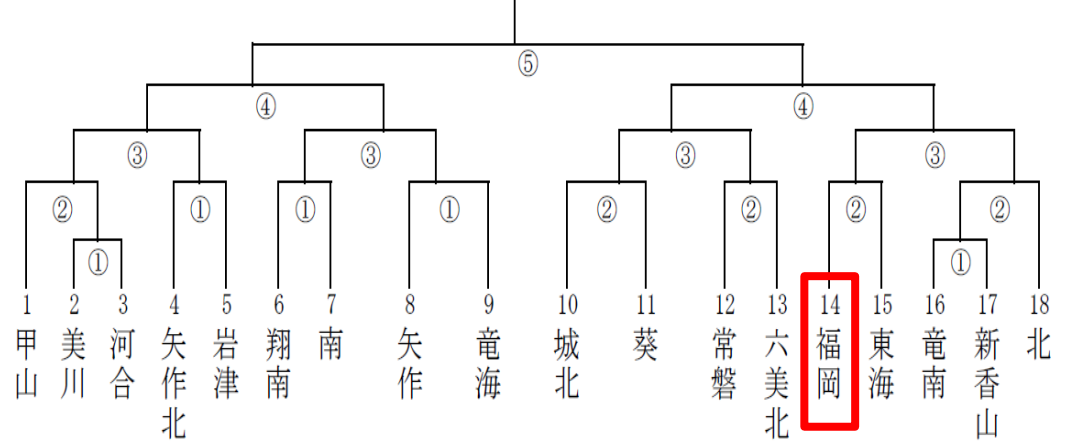 ⑤
④ ④
③ ③ ③ ③
② ① ① ① ② ② ② ②
① ①
1 2 3 4 5 6 7 8 9 10 11 12 13 14 15 16 17 18
甲山
美川
河合
矢作北
岩津
翔南
南
矢作
竜海
城北
葵
常磐
六美北
福岡
東海
竜南
新香山
北